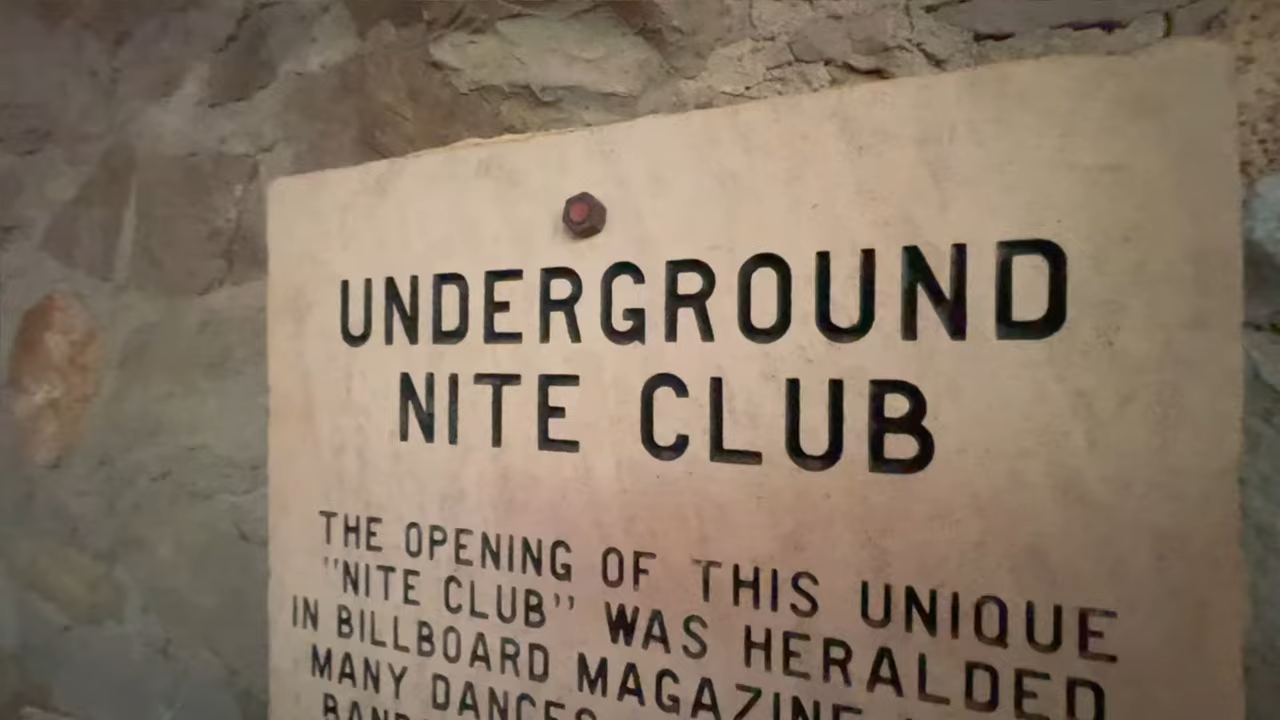 UNDERGROUND
NITE CLUB
THE OPENING OF THIS UNIQUE
"NITE CLUB" WAS HERALDED
IN BILLBOARD MAGAZINE
MANY DANCES